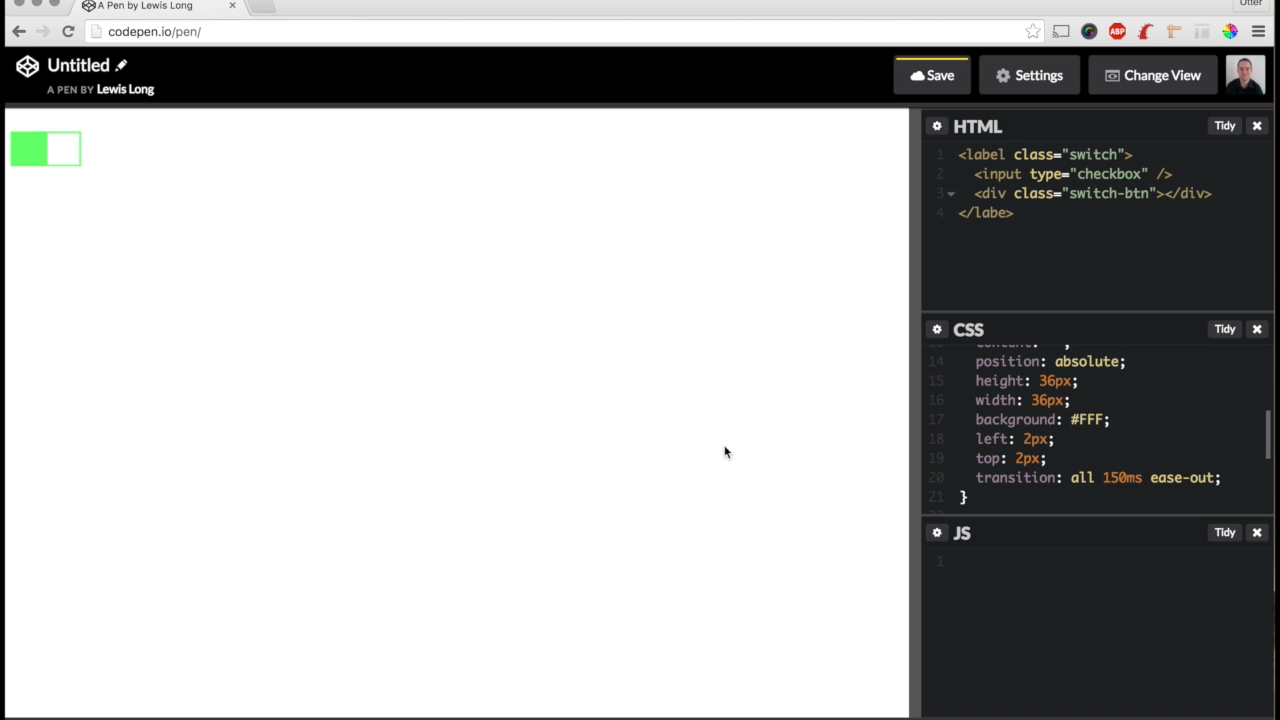 A Pen by Lewis Long
Utter
codepen.io/pen/
ABP
Untitled
A PEN BY Lewis Long
Save
Settings
Change View
HTML
Tidy
1 <label class="switch">
2 <input type="checkbox" />
3 <div class="switch-btn"></div>
4 </labe>
CSS
Tidy
14 position: absolute;
15 height: 36px;
16 width: 36px;
17 background: #FFF;
18 left: 2px;
19 top: 2px;
20 transition: all 150ms ease-out;
21 }
JS
Tidy
1